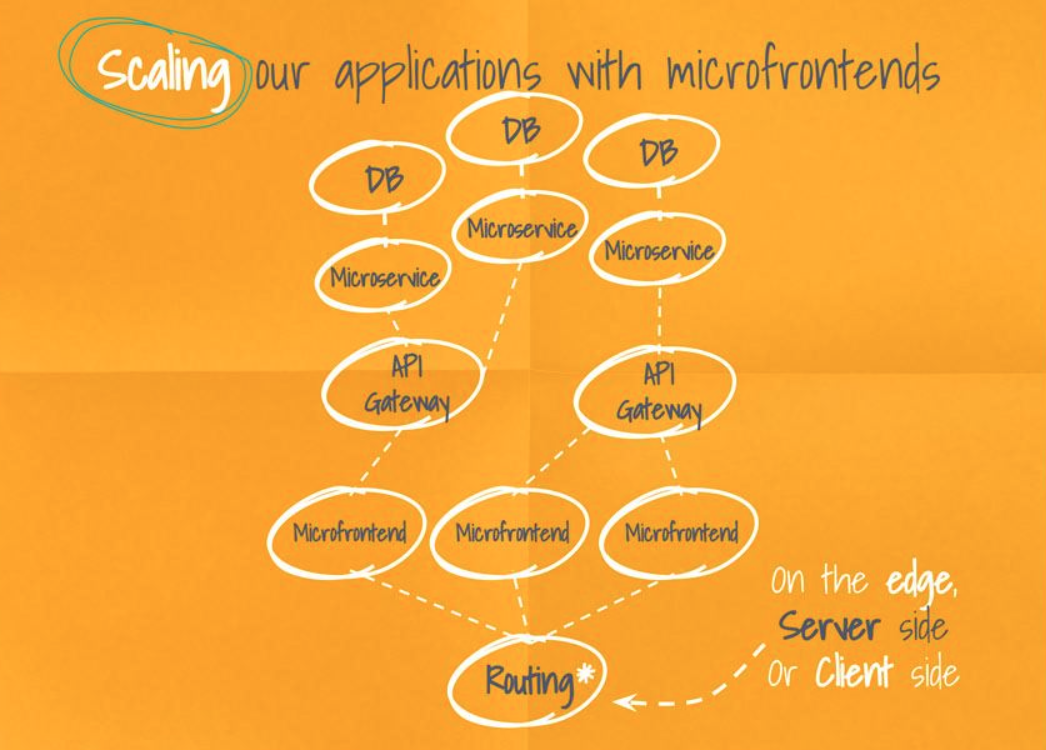 Scaling our applications with microfrontends
DB
DB
DB
Microservice
Microservice
Microservice
API
Gateway
API
Gateway
Microfrontend
Microfrontend
Microfrontend
On the edge,
Server side
Or Client side
Routing*